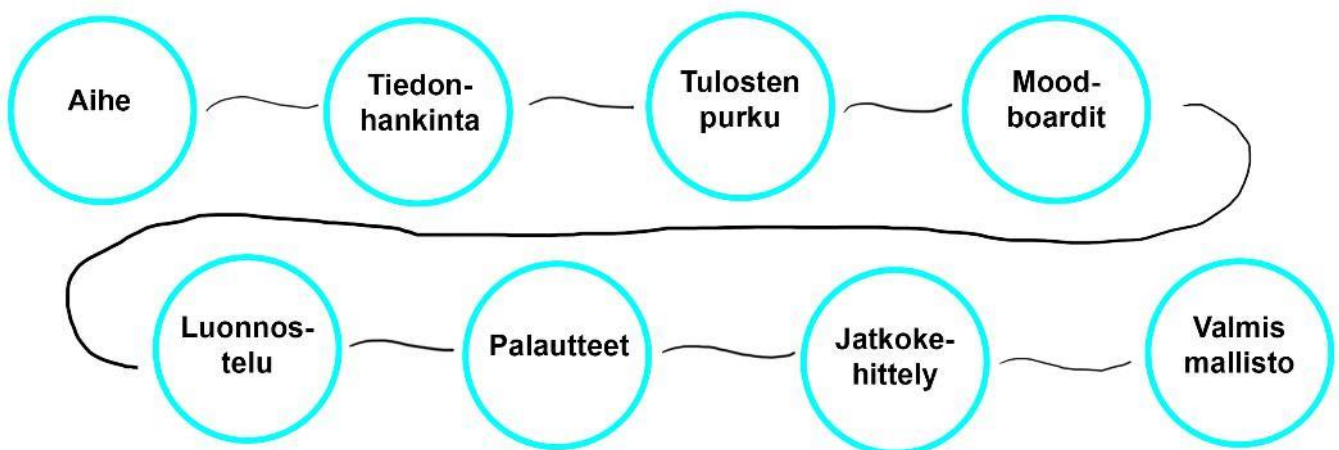 Aihe
Tiedon-
hankinta
Tulosten
purku
Mood-
boardit
Luonnos-
telu
Palautteet
Jatkoke-
hittely
Valmis
mallisto